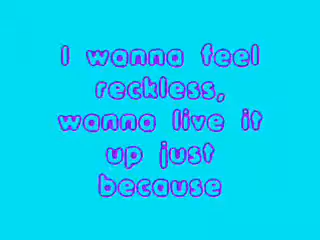 I wanna feel
reckless,
wanna live it
up just
because